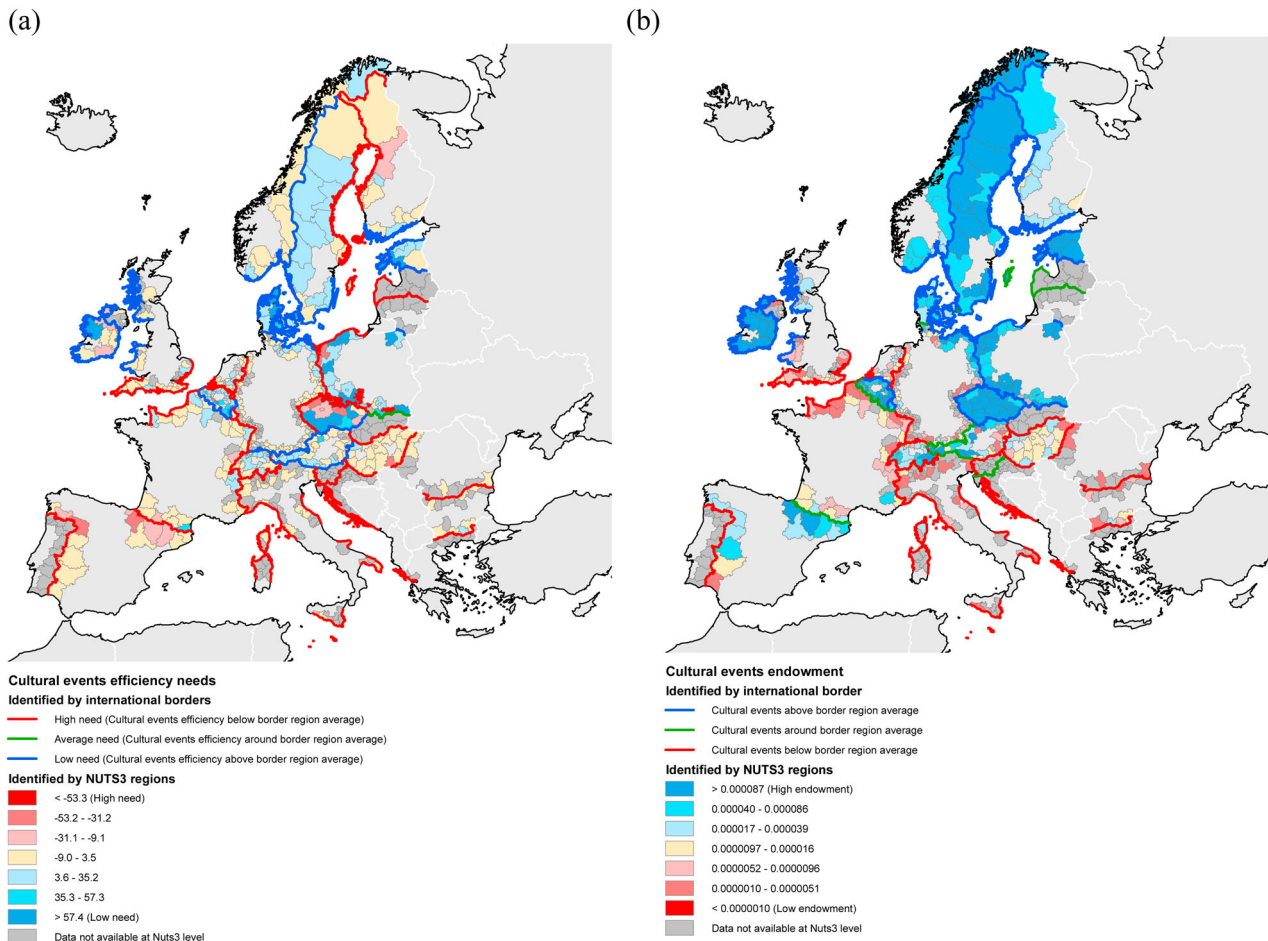 (a)
Cultural events efficiency needs
Identified by international borders
High need (Cultural events efficiency below border region average)
Average need (Cultural events efficiency around border region average)
Low need (Cultural events efficiency above border region average)
Identified by NUTS3 regions
< -53.3 (High need)
-53.2 - -31.2
-31.1 - -9.1
-9.0 - 3.5
3.6 - 35.2
35.3 - 57.3
> 57.4 (Low need)
Data not available at Nuts3 level
(b)
Cultural events endowment
Identified by international border
Cultural events above border region average
Cultural events around border region average
Cultural events below border region average
Identified by NUTS3 regions
> 0.000087 (High endowment)
0.000040 - 0.000086
0.000017 - 0.000039
0.0000097 - 0.000016
0.0000052 - 0.0000096
0.0000010 - 0.0000051
< 0.0000010 (Low endowment)
Data not available at Nuts3 level